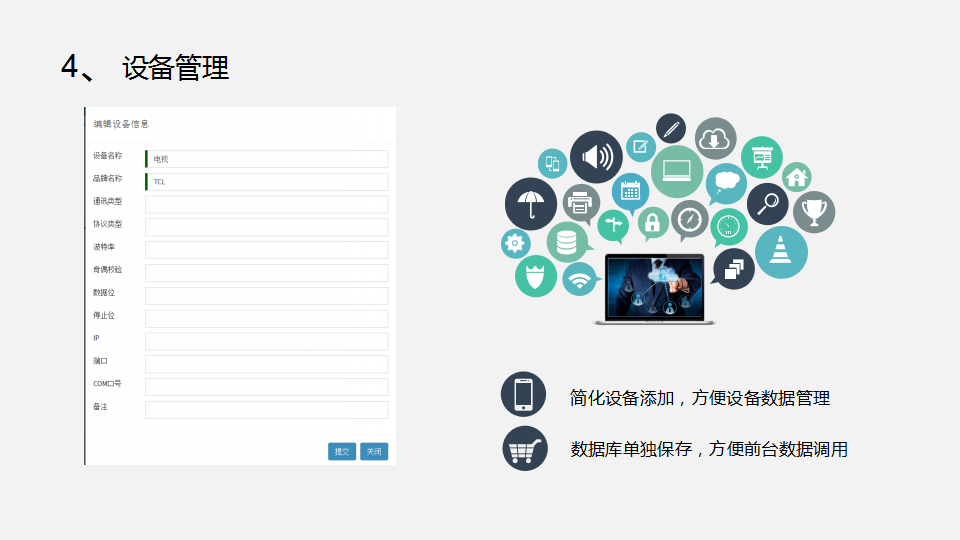 4、 设备管理
编辑设备信息
设备名称 电视
品牌名称 TCL
通讯类型
协议类型
波特率
奇偶校验
数据位
停止位
IP
端口
COM口号
备注
提交 关闭
简化设备添加，方便设备数据管理
数据库单独保存，方便前台数据调用